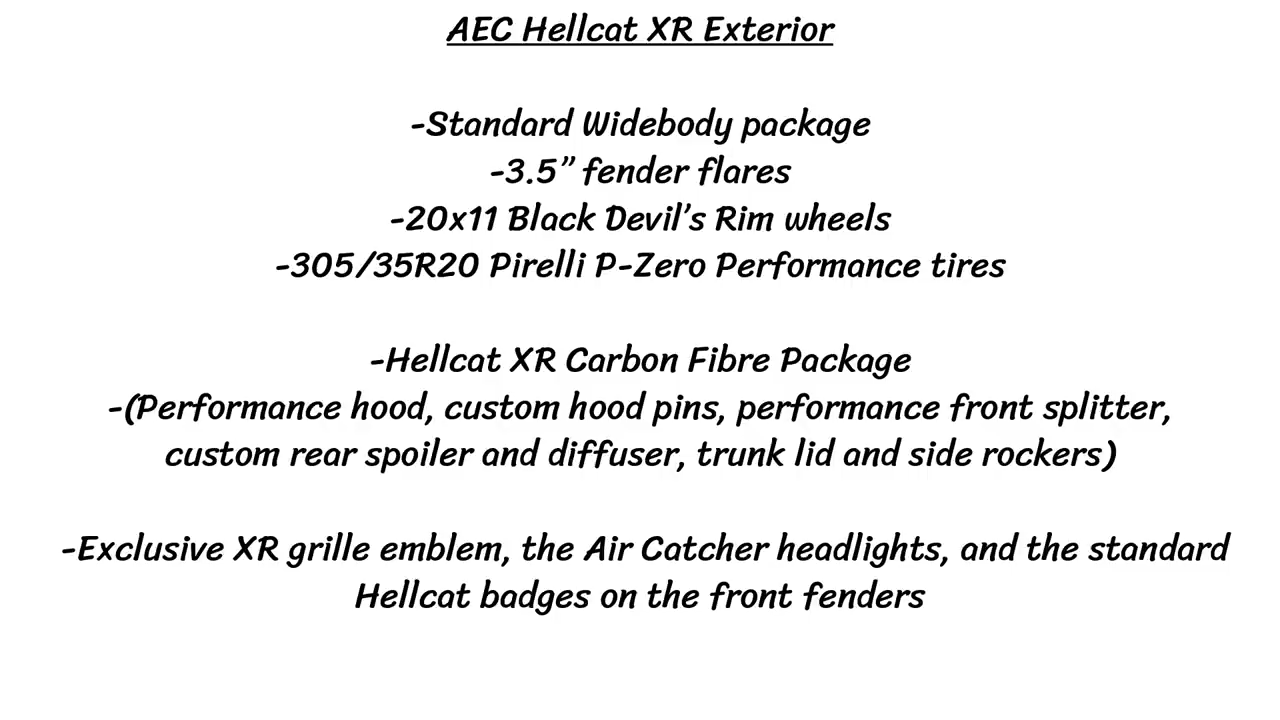 AEC Hellcat XR Exterior
-Standard Widebody package
-3.5” fender flares
-20x11 Black Devil’s Rim wheels
-305/35R20 Pirelli P-Zero Performance tires
-Hellcat XR Carbon Fibre Package
-(Performance hood, custom hood pins, performance front splitter,
custom rear spoiler and diffuser, trunk lid and side rockers)
-Exclusive XR grille emblem, the Air Catcher headlights, and the standard
Hellcat badges on the front fenders